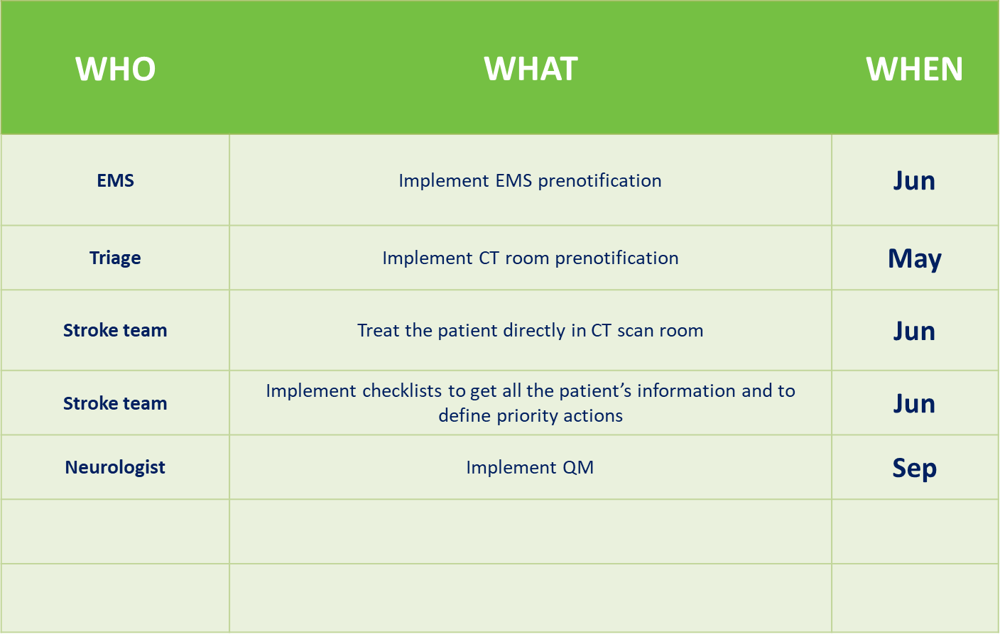 WHO WHAT WHEN
EMS Implement EMS prenotification Jun
Triage Implement CT room prenotification May
Stroke team Treat the patient directly in CT scan room Jun
Stroke team Implement checklists to get all the patient’s information and to
define priority actions Jun
Neurologist Implement QM Sep